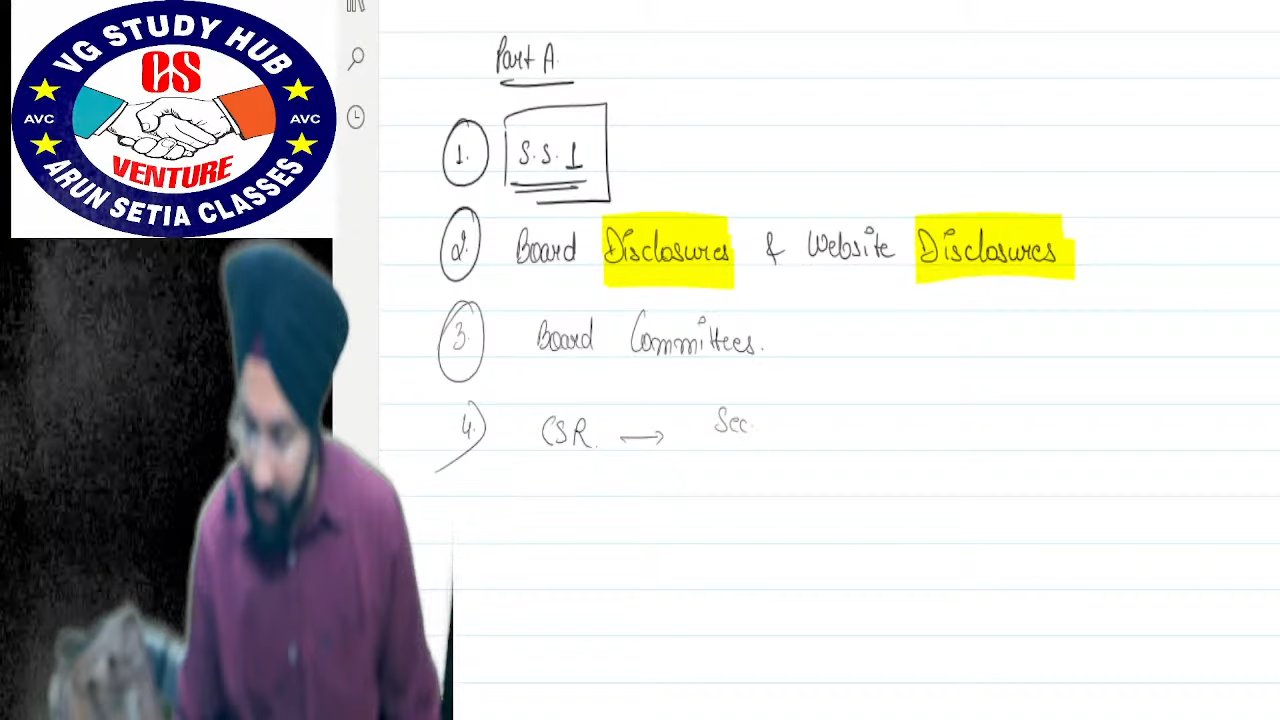 VG STUDY HUB
CS
AVC
AVC
VENTURE
ARUN SETIA CLASSES
Part A.
1. S.S. 1
2. Board Disclosures & Website Disclosures
3. Board Committees.
4. CSR. → Sec.